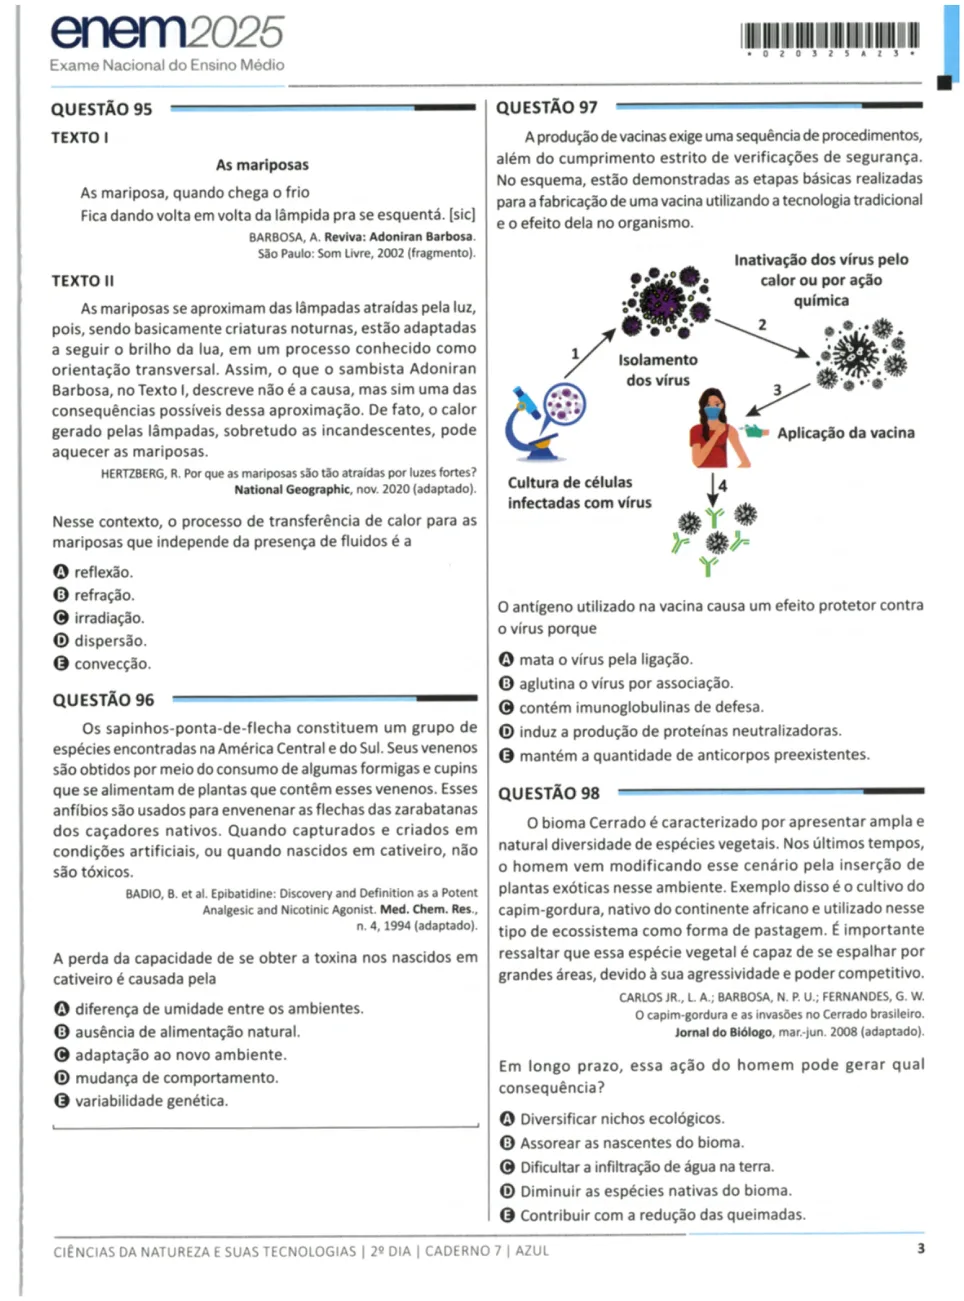 enem2025
Exame Nacional do Ensino Médio
* 0 2 0 3 2 5 A Z 3 *
QUESTÃO 95
TEXTO I
As mariposas
As mariposa, quando chega o frio
Fica dando volta em volta da lâmpida pra se esquentá. [sic]
BARBOSA, A. Reviva: Adoniran Barbosa.
São Paulo: Som Livre, 2002 (fragmento).
TEXTO II
As mariposas se aproximam das lâmpadas atraídas pela luz,
pois, sendo basicamente criaturas noturnas, estão adaptadas
a seguir o brilho da lua, em um processo conhecido como
orientação transversal. Assim, o que o sambista Adoniran
Barbosa, no Texto I, descreve não é a causa, mas sim uma das
consequências possíveis dessa aproximação. De fato, o calor
gerado pelas lâmpadas, sobretudo as incandescentes, pode
aquecer as mariposas.
HERTZBERG, R. Por que as mariposas são tão atraídas por luzes fortes?
National Geographic, nov. 2020 (adaptado).
Nesse contexto, o processo de transferência de calor para as
mariposas que independe da presença de fluidos é a
A reflexão.
B refração.
C irradiação.
D dispersão.
E convecção.
QUESTÃO 96
Os sapinhos-ponta-de-flecha constituem um grupo de
espécies encontradas na América Central e do Sul. Seus venenos
são obtidos por meio do consumo de algumas formigas e cupins
que se alimentam de plantas que contêm esses venenos. Esses
anfíbios são usados para envenenar as flechas das zarabatanas
dos caçadores nativos. Quando capturados e criados em
condições artificiais, ou quando nascidos em cativeiro, não
são tóxicos.
BADIO, B. et al. Epibatidine: Discovery and Definition as a Potent
Analgesic and Nicotinic Agonist. Med. Chem. Res.,
n. 4, 1994 (adaptado).
A perda da capacidade de se obter a toxina nos nascidos em
cativeiro é causada pela
A diferença de umidade entre os ambientes.
B ausência de alimentação natural.
C adaptação ao novo ambiente.
D mudança de comportamento.
E variabilidade genética.
QUESTÃO 97
A produção de vacinas exige uma sequência de procedimentos,
além do cumprimento estrito de verificações de segurança.
No esquema, estão demonstradas as etapas básicas realizadas
para a fabricação de uma vacina utilizando a tecnologia tradicional
e o efeito dela no organismo.
Inativação dos vírus pelo
calor ou por ação
química
2
1
Isolamento
dos vírus
3
Aplicação da vacina
Cultura de células
infectadas com vírus
4
O antígeno utilizado na vacina causa um efeito protetor contra
o vírus porque
A mata o vírus pela ligação.
B aglutina o vírus por associação.
C contém imunoglobulinas de defesa.
D induz a produção de proteínas neutralizadoras.
E mantém a quantidade de anticorpos preexistentes.
QUESTÃO 98
O bioma Cerrado é caracterizado por apresentar ampla e
natural diversidade de espécies vegetais. Nos últimos tempos,
o homem vem modificando esse cenário pela inserção de
plantas exóticas nesse ambiente. Exemplo disso é o cultivo do
capim-gordura, nativo do continente africano e utilizado nesse
tipo de ecossistema como forma de pastagem. É importante
ressaltar que essa espécie vegetal é capaz de se espalhar por
grandes áreas, devido à sua agressividade e poder competitivo.
CARLOS JR., L. A.; BARBOSA, N. P. U.; FERNANDES, G. W.
O capim-gordura e as invasões no Cerrado brasileiro.
Jornal do Biólogo, mar.-jun. 2008 (adaptado).
Em longo prazo, essa ação do homem pode gerar qual
consequência?
A Diversificar nichos ecológicos.
B Assorear as nascentes do bioma.
C Dificultar a infiltração de água na terra.
D Diminuir as espécies nativas do bioma.
E Contribuir com a redução das queimadas.
CIÊNCIAS DA NATUREZA E SUAS TECNOLOGIAS | 2º DIA | CADERNO 7 | AZUL
3